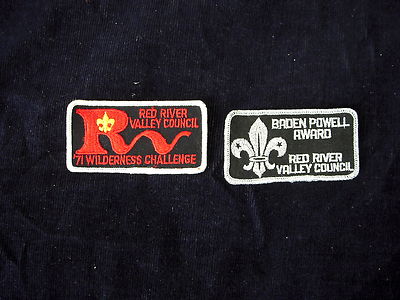 RED RIVER
VALLEY COUNCIL
R
'71 WILDERNESS CHALLENGE
BADEN POWELL
AWARD
RED RIVER
VALLEY COUNCIL